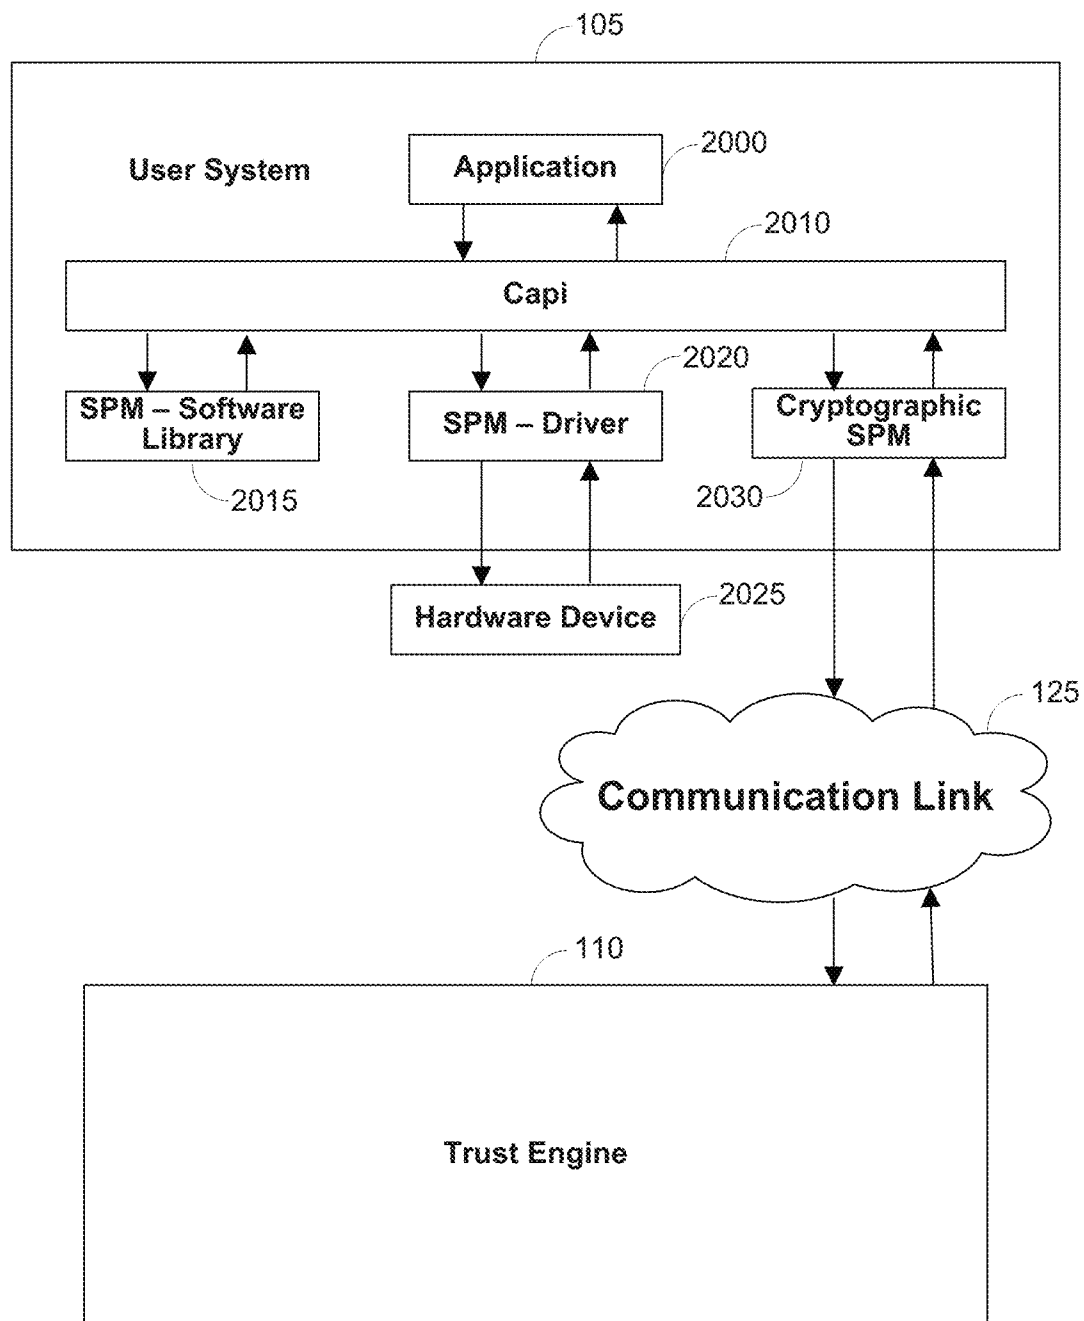 105
2000
Application
User System
2010
Capi
2020
SPM – Software
Library
SPM – Driver
Cryptographic
SPM
2015
2030
2025
Hardware Device
125
Communication Link
110
Trust Engine